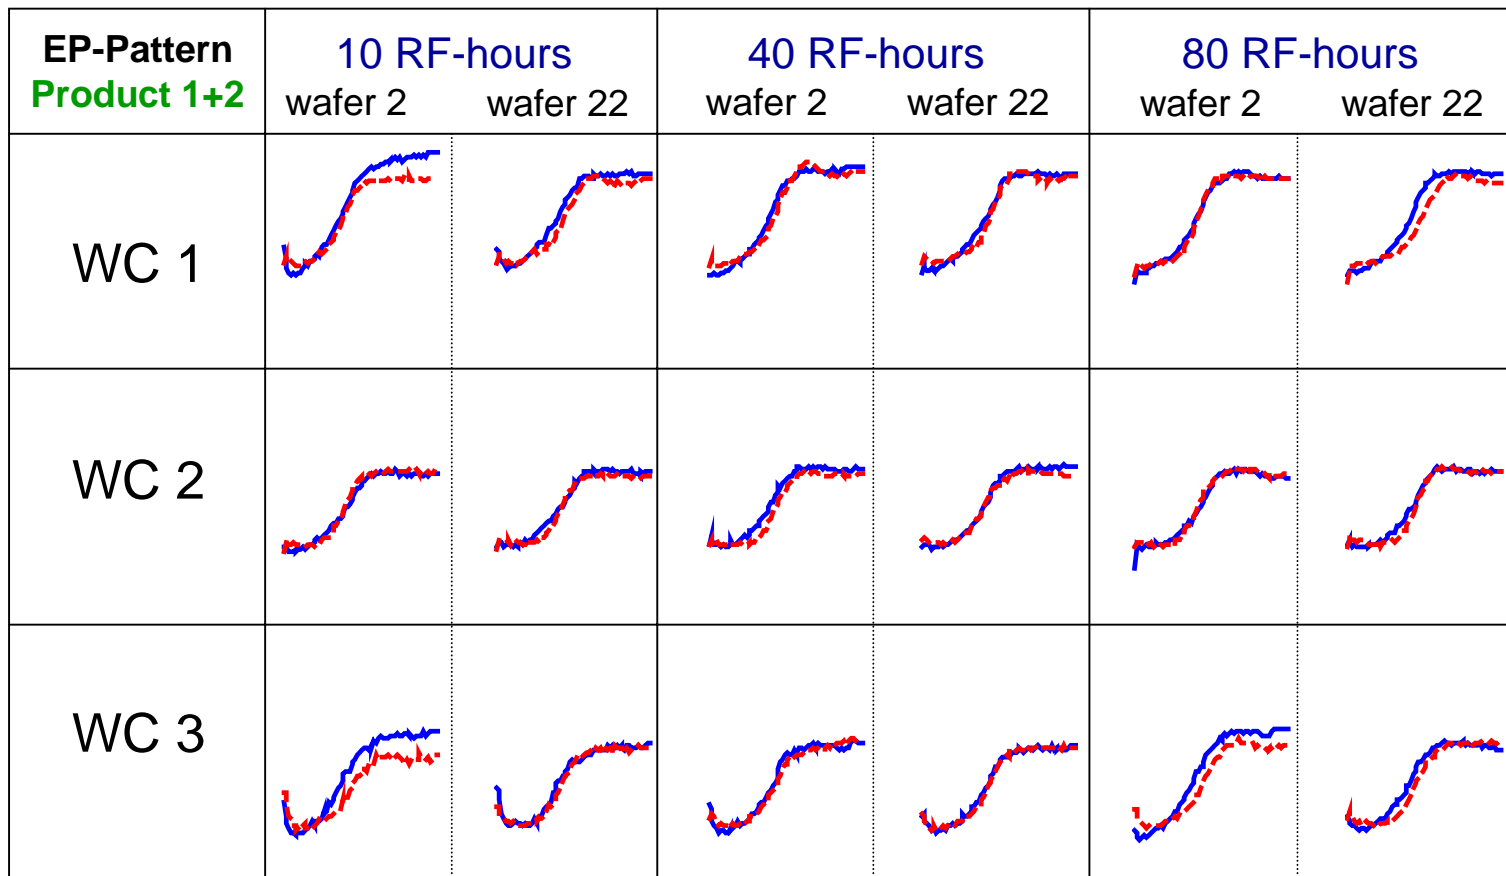 EP-Pattern
Product 1+2
10 RF-hours
40 RF-hours
80 RF-hours
wafer 2
wafer 22
wafer 2
wafer 22
wafer 2
wafer 22
WC 1
WC 2
WC 3